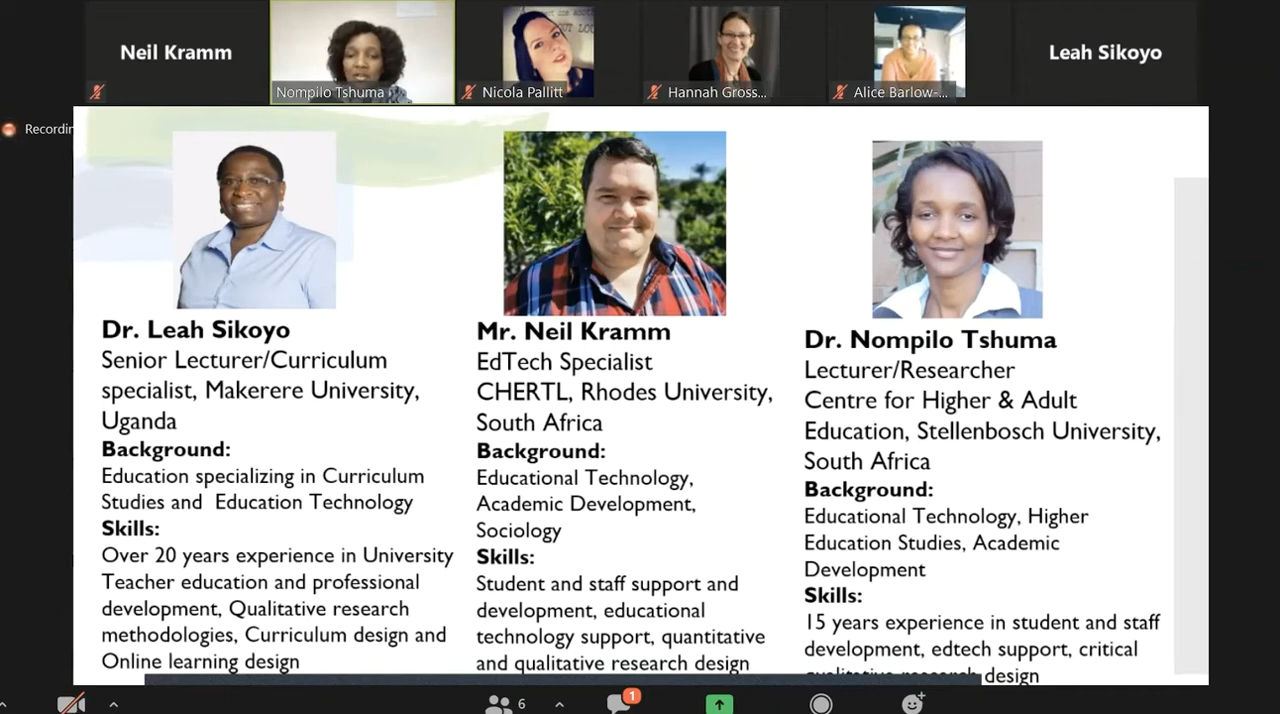 Neil Kramm
Nompilo Tshuma
Nicola Pallitt
Hannah Gross...
Alice Barlow-...
Leah Sikoyo
Recordin
Dr. Leah Sikoyo
Senior Lecturer/Curriculum
specialist, Makerere University,
Uganda
Background:
Education specializing in Curriculum
Studies and Education Technology
Skills:
Over 20 years experience in University
Teacher education and professional
development, Qualitative research
methodologies, Curriculum design and
Online learning design
Mr. Neil Kramm
EdTech Specialist
CHERTL, Rhodes University,
South Africa
Background:
Educational Technology,
Academic Development,
Sociology
Skills:
Student and staff support and
development, educational
technology support, quantitative
and qualitative research design
Dr. Nompilo Tshuma
Lecturer/Researcher
Centre for Higher & Adult
Education, Stellenbosch University,
South Africa
Background:
Educational Technology, Higher
Education Studies, Academic
Development
Skills:
15 years experience in student and staff
development, edtech support, critical
qualitative research design
6
1